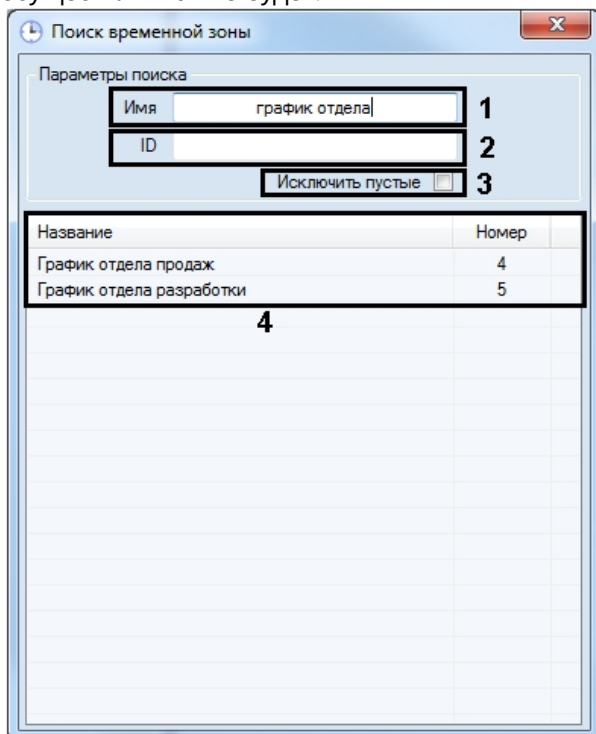 Поиск временной зоны
Параметры поиска
Имя график отдела 1
ID 2
Исключить пустые 3
Название Номер
График отдела продаж 4
График отдела разработки 5
4